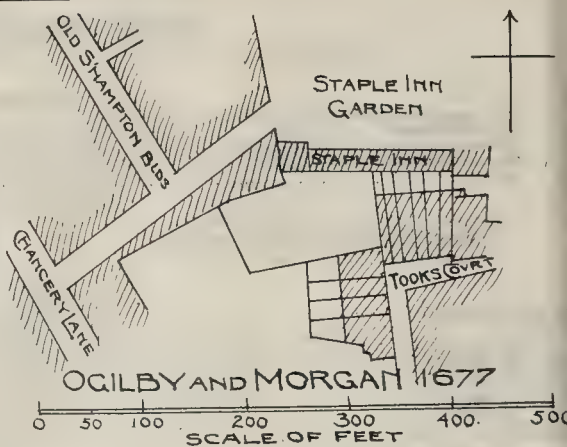 OLD S'HAMPTON BLDS
STAPLE INN
GARDEN
STAPLE INN
CHANCERY LANE
TOOKS COURT
OGILBY AND MORGAN 1677
0 50 100 200 300 400. 500
SCALE OF FEET